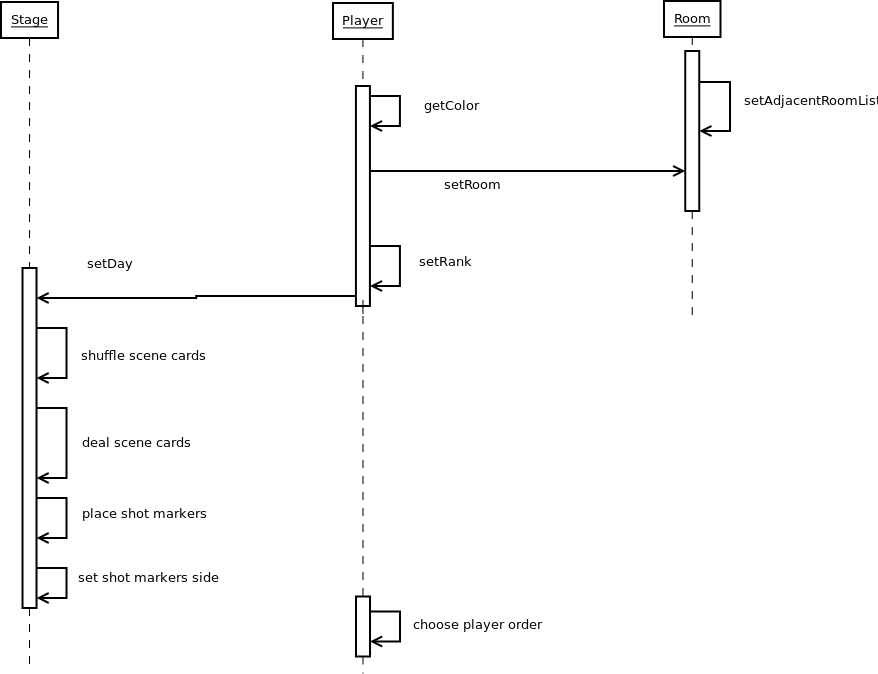 Stage
Player
Room
getColor
setAdjacentRoomList
setRoom
setRank
setDay
shuffle scene cards
deal scene cards
place shot markers
set shot markers side
choose player order